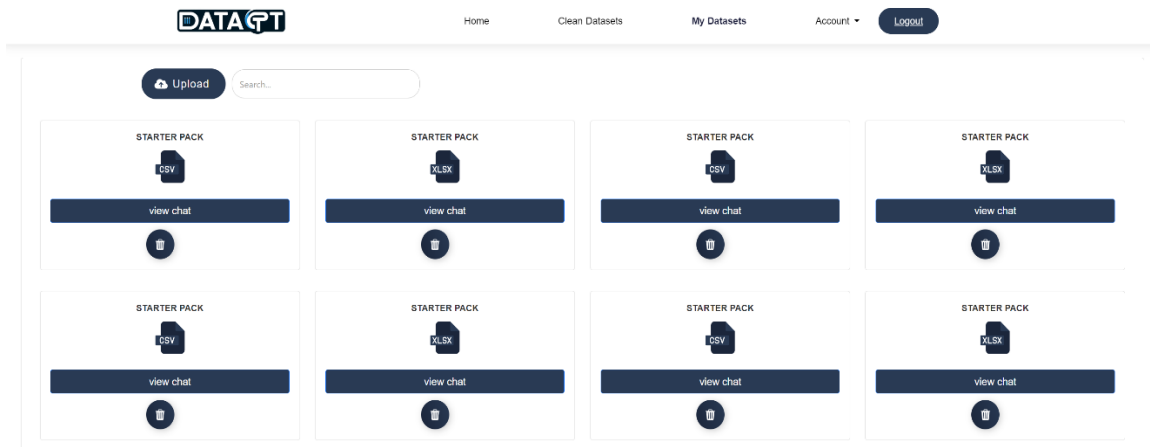 DATAGPT Home Clean Datasets My Datasets Account Logout
Upload Search...
STARTER PACK STARTER PACK STARTER PACK STARTER PACK
CSV XLSX CSV XLSX
view chat view chat view chat view chat
STARTER PACK STARTER PACK STARTER PACK STARTER PACK
CSV XLSX CSV XLSX
view chat view chat view chat view chat